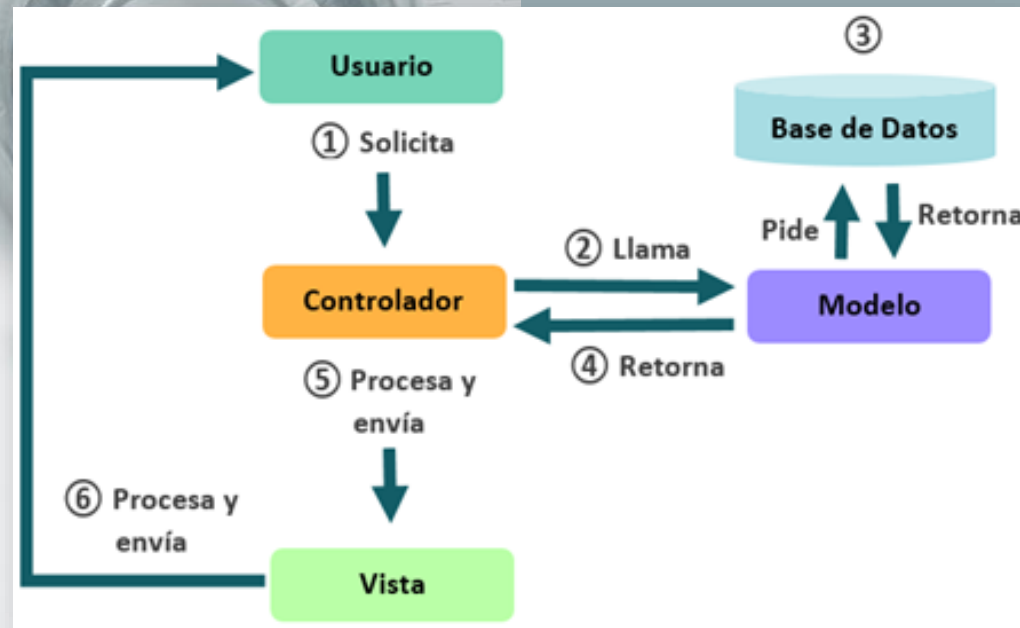 Usuario
③
Base de Datos
① Solicita
Pide
Retorna
② Llama
Controlador
Modelo
④ Retorna
⑤ Procesa y
envía
⑥ Procesa y
envía
Vista